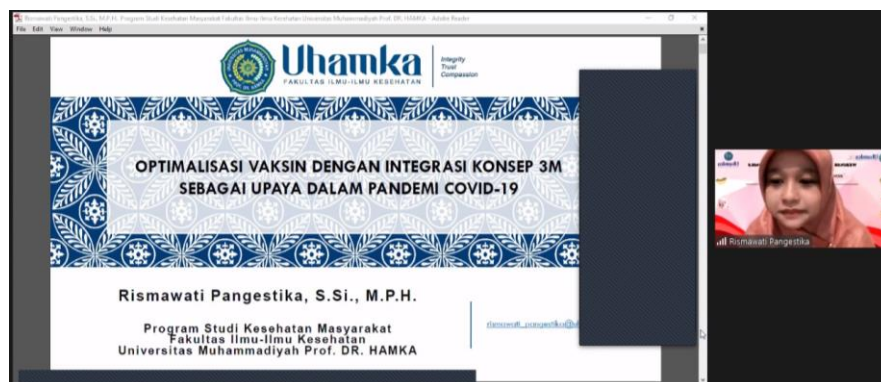 Rismawati Pangestika, S.Si., M.P.H. Program Studi Kesehatan Masyarakat Fakultas Ilmu-Ilmu Kesehatan Universitas Muhammadiyah Prof. DR. HAMKA - Adobe Reader
File Edit View Window Help
Uhamka
FAKULTAS ILMU-ILMU KESEHATAN
Integrity
Trust
Compassion
OPTIMALISASI VAKSIN DENGAN INTEGRASI KONSEP 3M
SEBAGAI UPAYA DALAM PANDEMI COVID-19
Rismawati Pangestika, S.Si., M.P.H.
Program Studi Kesehatan Masyarakat
Fakultas Ilmu-Ilmu Kesehatan
Universitas Muhammadiyah Prof. DR. HAMKA
rismawati_pangestika@
Rismawati Pangestika